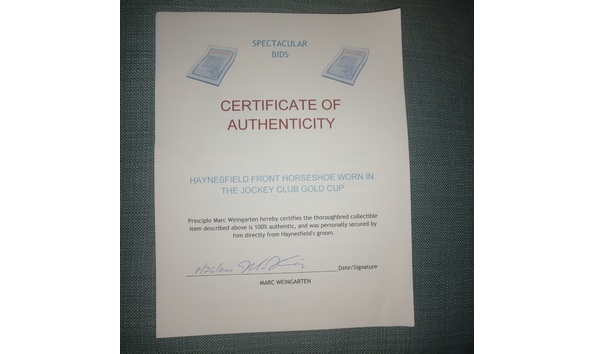 SPECTACULAR
BIDS
CERTIFICATE OF
AUTHENTICITY
HAYNESFIELD FRONT HORSESHOE WORN IN
THE JOCKEY CLUB GOLD CUP
Principle Marc Weingarten hereby certifies the thoroughbred collectible
item described above is 100% authentic, and was personally secured by
him directly from Haynesfield's groom.
Date/Signature
MARC WEINGARTEN